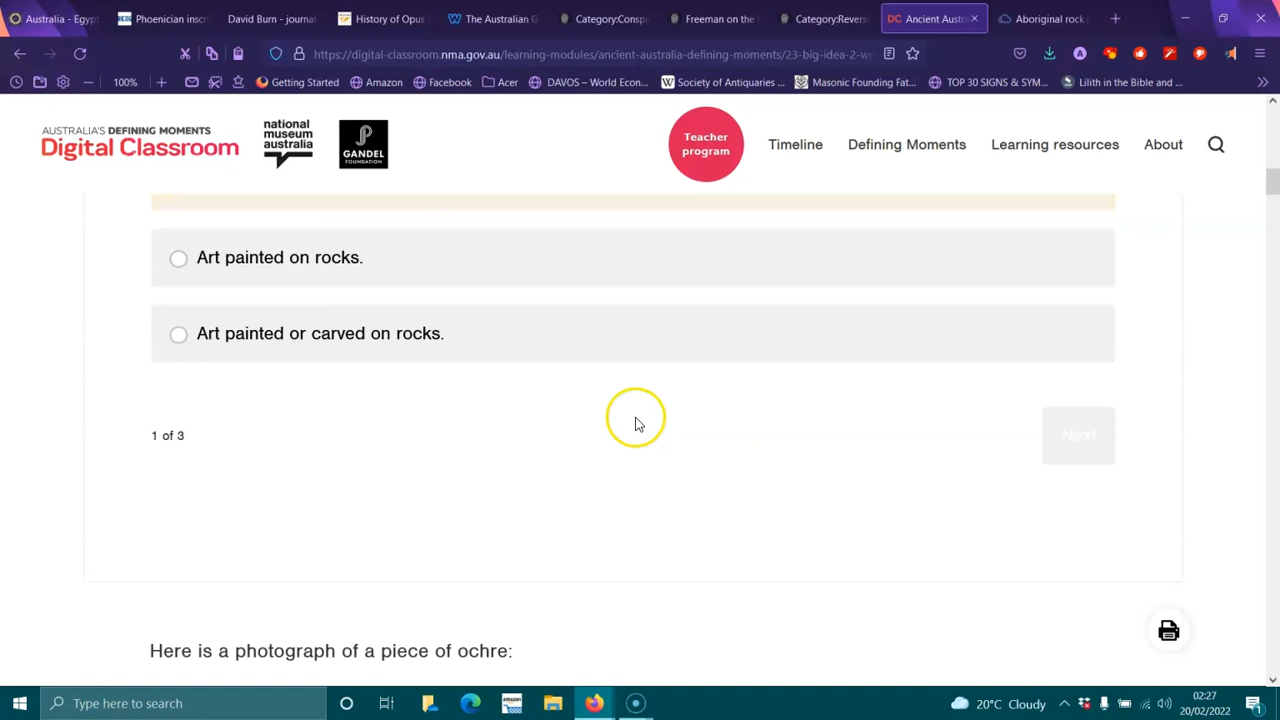 Australia - Egypt
Phoenician inscr
David Burn - journal
History of Opus
The Australian G
Category:Conspe
Freeman on the
Category:Revers
DC Ancient Austra
Aboriginal rock
https://digital-classroom.nma.gov.au/learning-modules/ancient-australia-defining-moments/23-big-idea-2-we
100%
Getting Started
Amazon
Facebook
Acer
DAVOS – World Econ...
Society of Antiquaries ...
Masonic Founding Fat...
TOP 30 SIGNS & SYM...
Lilith in the Bible and ...
AUSTRALIA'S DEFINING MOMENTS
Digital Classroom
national
museum
australia
GANDEL
FOUNDATION
Teacher
program
Timeline
Defining Moments
Learning resources
About
Art painted on rocks.
Art painted or carved on rocks.
1 of 3
Next
Here is a photograph of a piece of ochre:
Type here to search
amazon
20°C Cloudy
02:27
20/02/2022
1